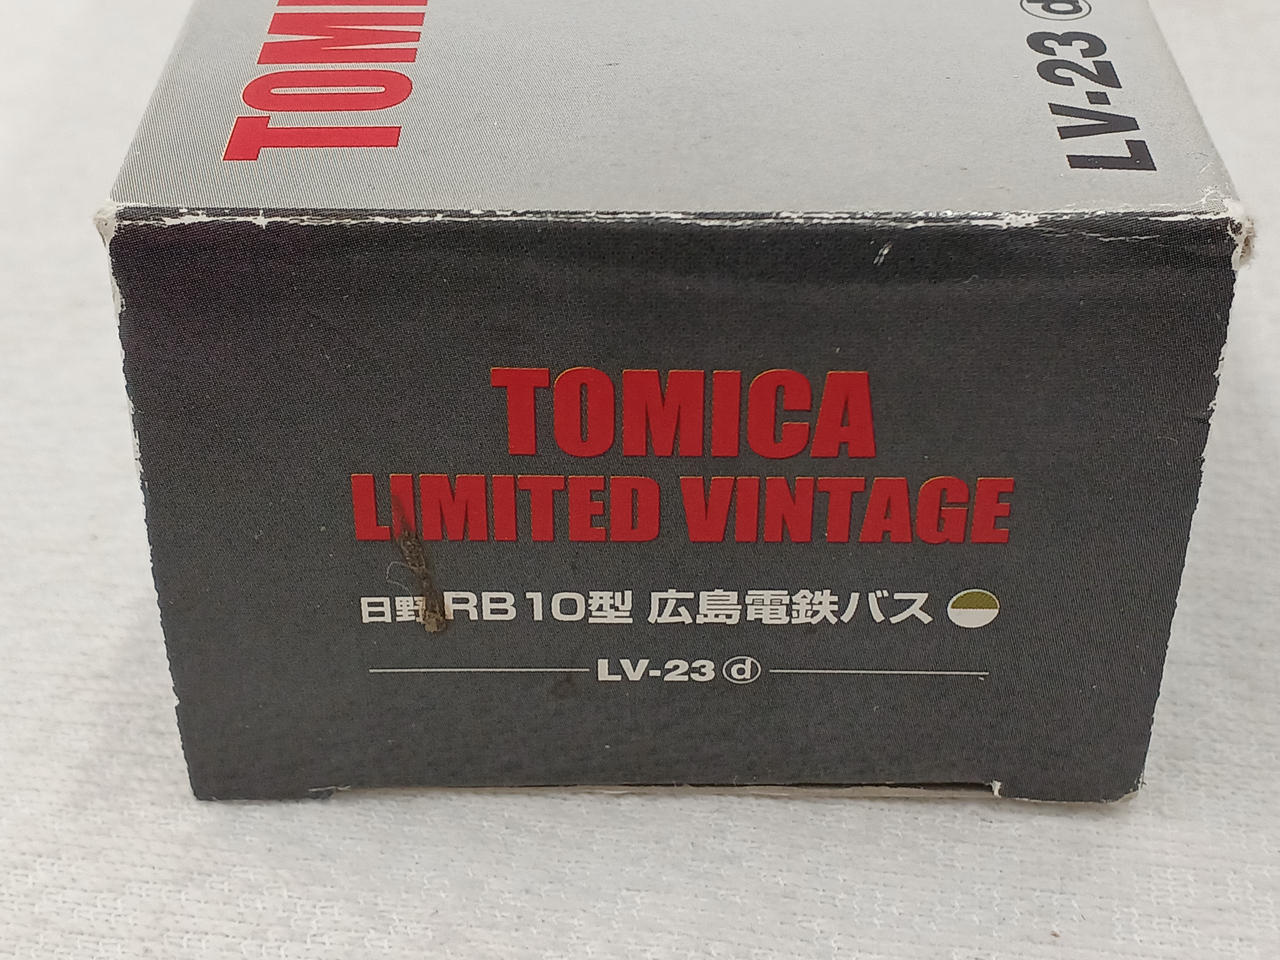 TOMI
LV-23 ⓓ
TOMICA
LIMITED VINTAGE
日野RB10型 広島電鉄バス
LV-23 ⓓ